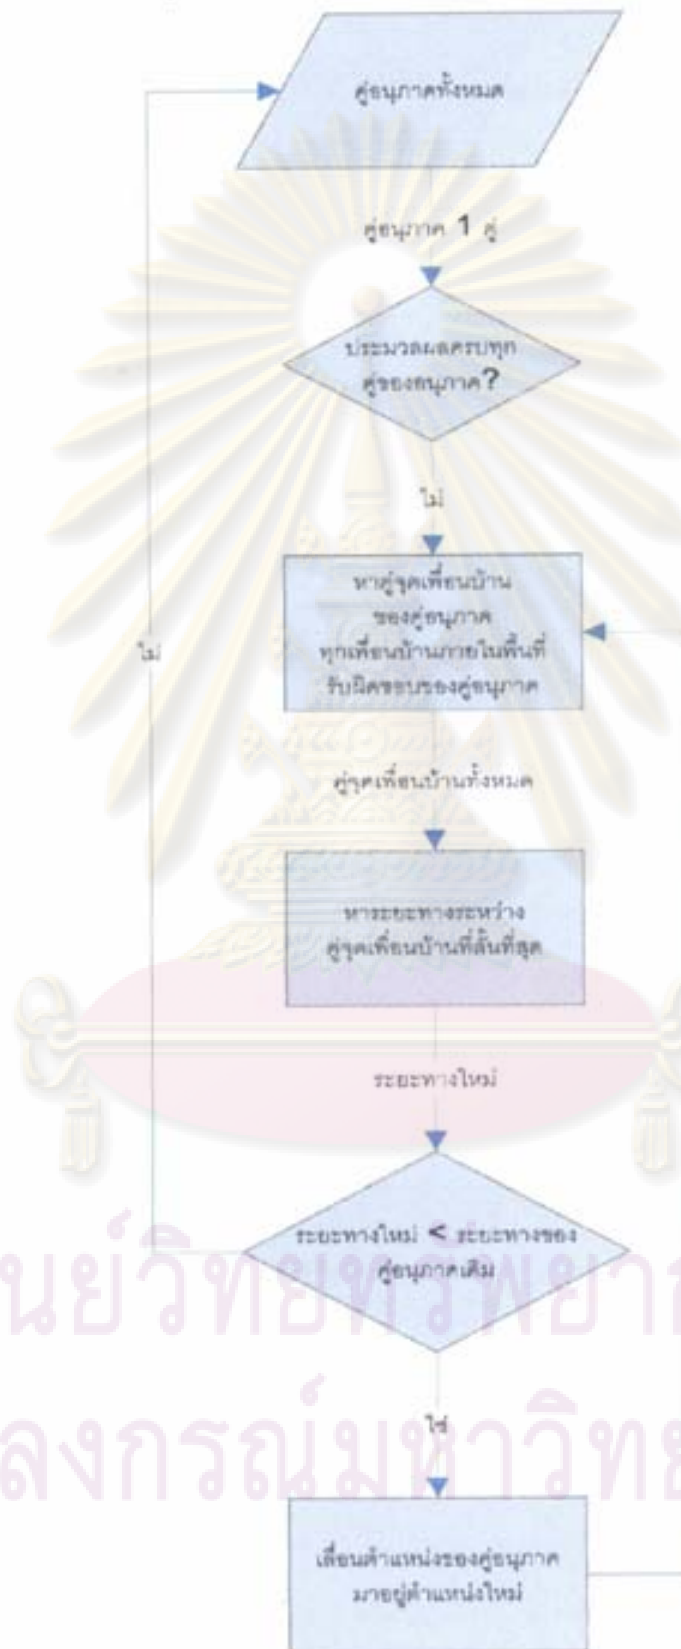 คู่อนุภาคทั้งหมด
คู่อนุภาค 1 คู่
ประมวลผลครบทุก
คู่ของอนุภาค?
ไม่
หาคู่จุดเพื่อนบ้าน
ของคู่อนุภาค
ทุกเพื่อนบ้านภายในพื้นที่
รับผิดชอบของคู่อนุภาค
ไม่
คู่จุดเพื่อนบ้านทั้งหมด
หาระยะทางระหว่าง
คู่จุดเพื่อนบ้านที่สั้นที่สุด
ระยะทางใหม่
ระยะทางใหม่ < ระยะทางของ
คู่อนุภาคเดิม
ใช่
เลื่อนตำแหน่งของคู่อนุภาค
มาอยู่ตำแหน่งใหม่